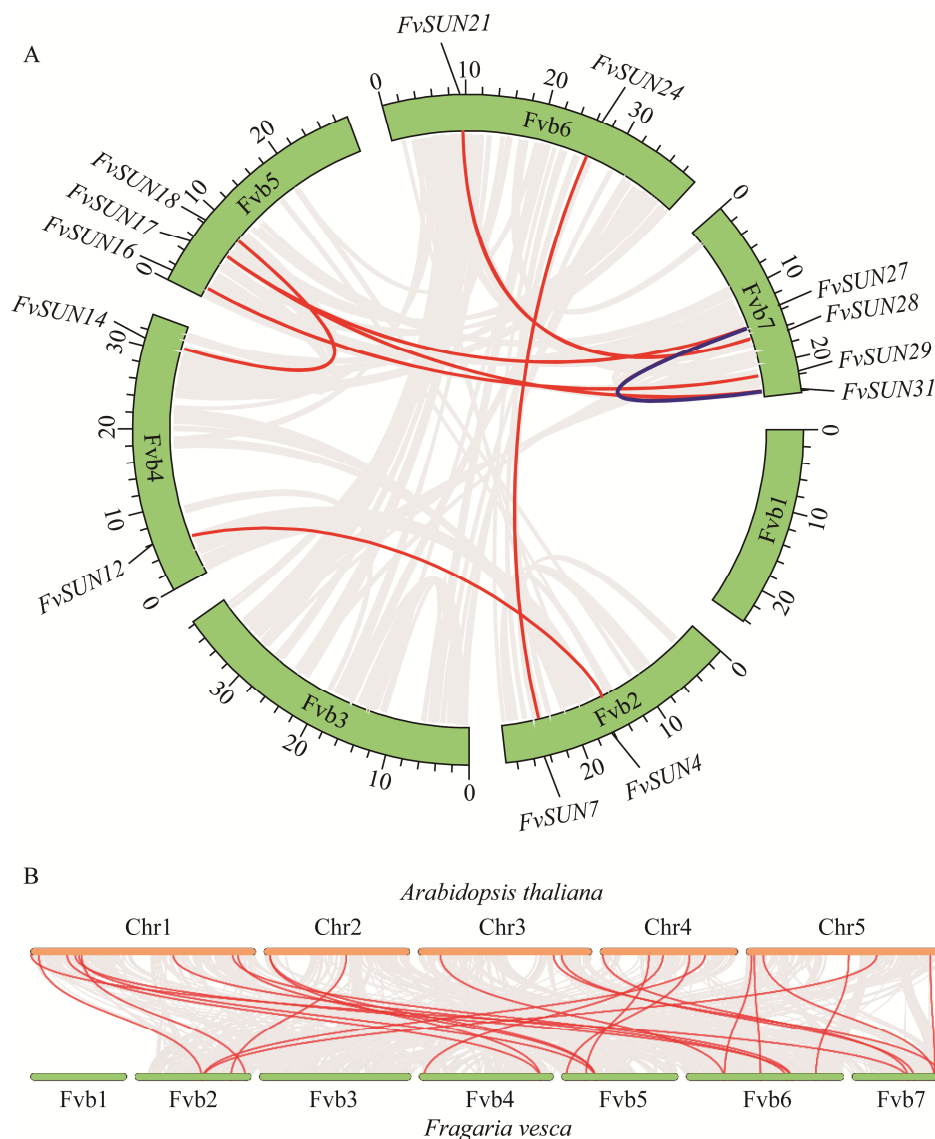 A
FvSUN21
FvSUN24
0
10
20
30
Fvb6
0
10
20
Fvb7
FvSUN27
FvSUN28
FvSUN29
FvSUN31
0
10
20
Fvb1
0
10
20
Fvb2
FvSUN4
FvSUN7
0
10
20
30
Fvb3
0
10
20
30
Fvb4
FvSUN12
FvSUN14
0
10
20
Fvb5
FvSUN16
FvSUN17
FvSUN18
B
Arabidopsis thaliana
Chr1 Chr2 Chr3 Chr4 Chr5
Fvb1 Fvb2 Fvb3 Fvb4 Fvb5 Fvb6 Fvb7
Fragaria vesca